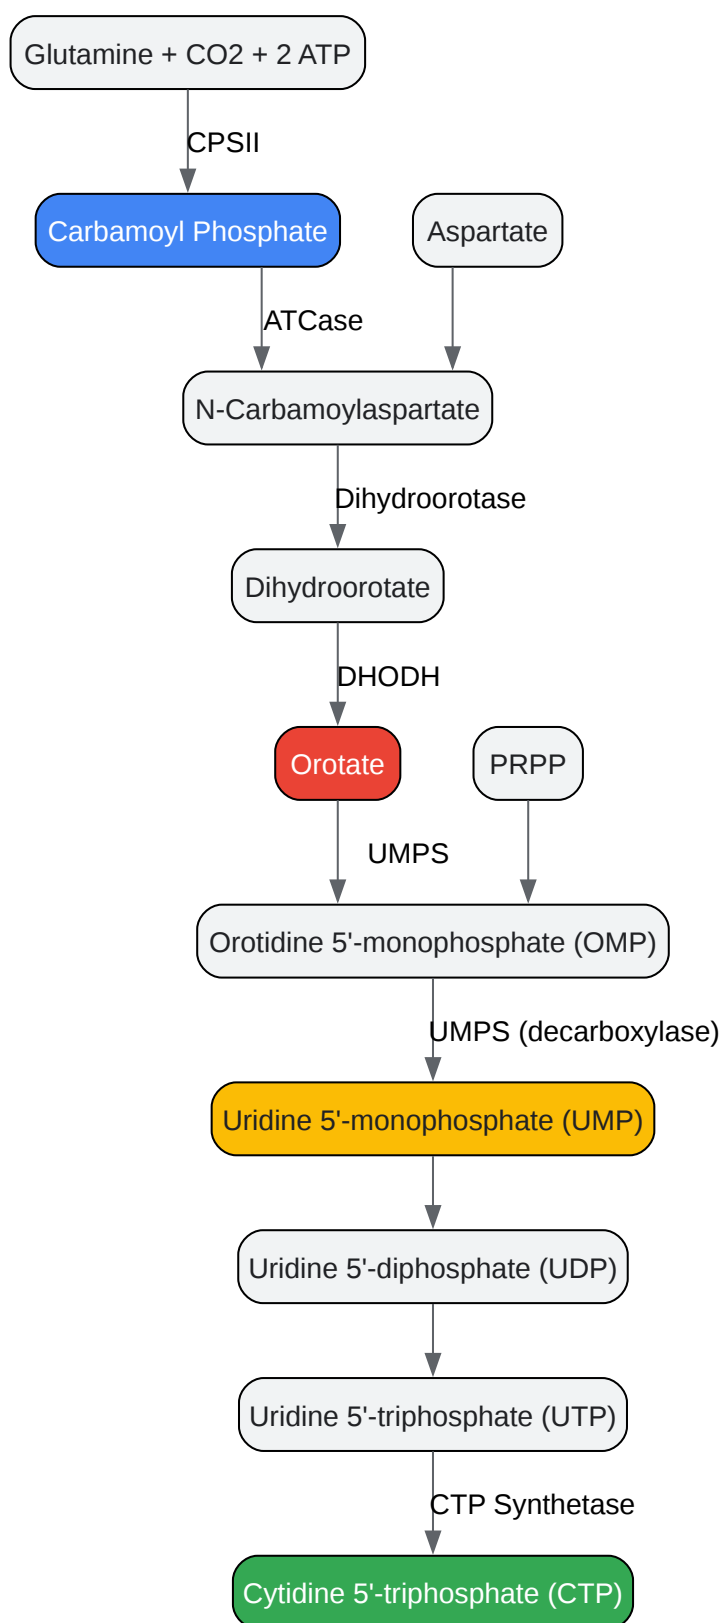 Glutamine + CO2 + 2 ATP
CPSII
Carbamoyl Phosphate
Aspartate
ATCase
N-Carbamoylaspartate
Dihydroorotase
Dihydroorotate
DHODH
Orotate
PRPP
UMPS
Orotidine 5'-monophosphate (OMP)
UMPS (decarboxylase)
Uridine 5'-monophosphate (UMP)
Uridine 5'-diphosphate (UDP)
Uridine 5'-triphosphate (UTP)
CTP Synthetase
Cytidine 5'-triphosphate (CTP)